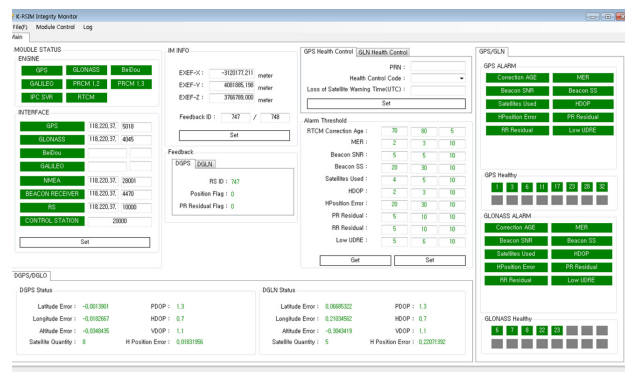 K-RSIM Integrity Monitor
File(F) Module Control Log
Main
MOUDLE STATUS
ENGINE
GPS GLONASS BeiDou
GALILEO PRCM 1,2 PRCM 1,3
IPC SVR RTCM
INTERFACE
GPS 118,220,37, 5018
GLONASS 118,220,37, 4045
BeiDou
GALILEO
NMEA 118,220,37, 28001
BEACON RECEIVER 118,220,37, 4470
RS 118,220,37, 10000
CONTROL STATION 20000
Set
IM INFO
EXEF-X : -3120177,211 meter
EXEF-Y : 4081885,198 meter
EXEF-Z : 3766789,000 meter
Feedback ID : 747 / 748
Set
Feedback
DGPS DGLN
RS ID : 747
Position Flag : 0
PR Residual Flag : 0
GPS Health Control GLN Health Control
PRN :
Health Control Code :
Loss of Satellite Warning Time(UTC) :
Set
Alarm Threshold
RTCM Correction Age : 70 80 5
MER : 2 3 10
Beacon SNR : 5 5 10
Beacon SS : 20 30 10
Satellites Used : 4 5 10
HDOP : 2 3 10
HPosition Error : 20 30 10
PR Residual : 5 10 10
RR Residual : 5 10 10
Low UDRE : 5 6 10
Get Set
GPS/GLN
GPS ALARM
Correction AGE MER
Beacon SNR Beacon SS
Satellites Used HDOP
HPosition Error PR Residual
RR Residual Low UDRE
GPS Healthy
1 3 6 11 17 23 28 32
GLONASS ALARM
Correction AGE MER
Beacon SNR Beacon SS
Satellites Used HDOP
HPosition Error PR Residual
RR Residual Low UDRE
GLONASS Healthy
6 7 8 22 23
DGPS/DGLO
DGPS Status
Latitude Error : -0,0013901 PDOP : 1,3
Longitude Error : -0,0182667 HDOP : 0,7
Altitude Error : -0,0348435 VDOP : 1,1
Satellite Quantity : 8 H Position Error : 0,01831956
DGLN Status
Latitude Error : 0,06685322 PDOP : 1,3
Longitude Error : 0,21034562 HDOP : 0,7
Altitude Error : -0,3043419 VDOP : 1,1
Satellite Quantity : 5 H Position Error : 0,22071392